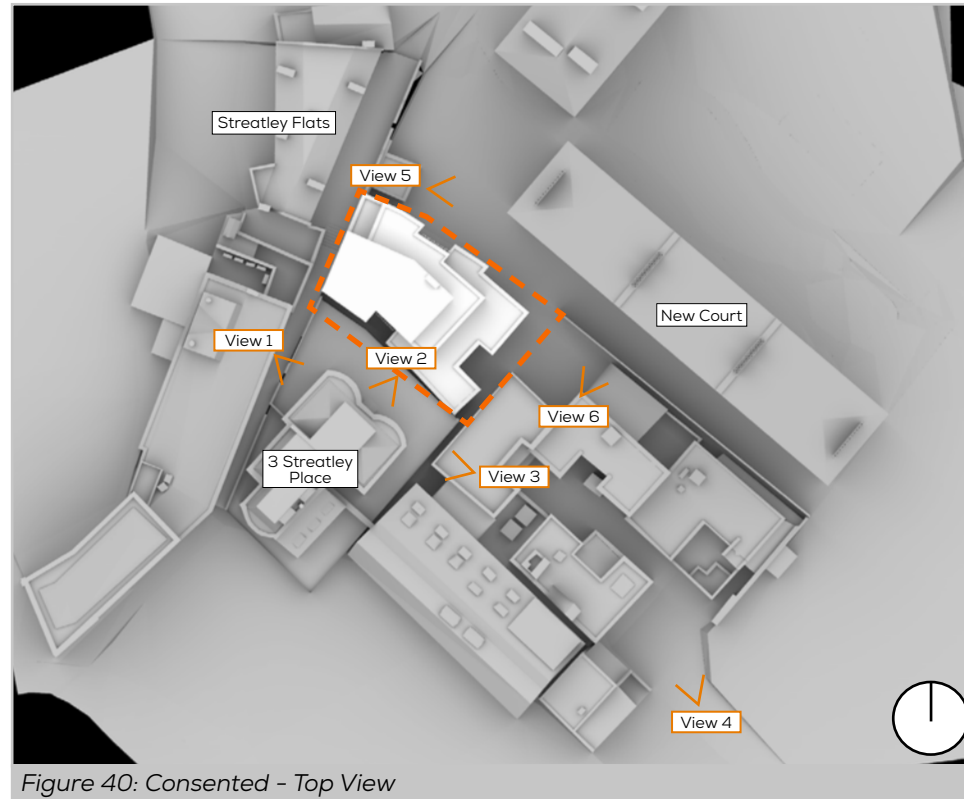 Streatley Flats
View 5
New Court
View 1
View 2
View 6
3 Streatley
Place
View 3
View 4
Figure 40: Consented - Top View